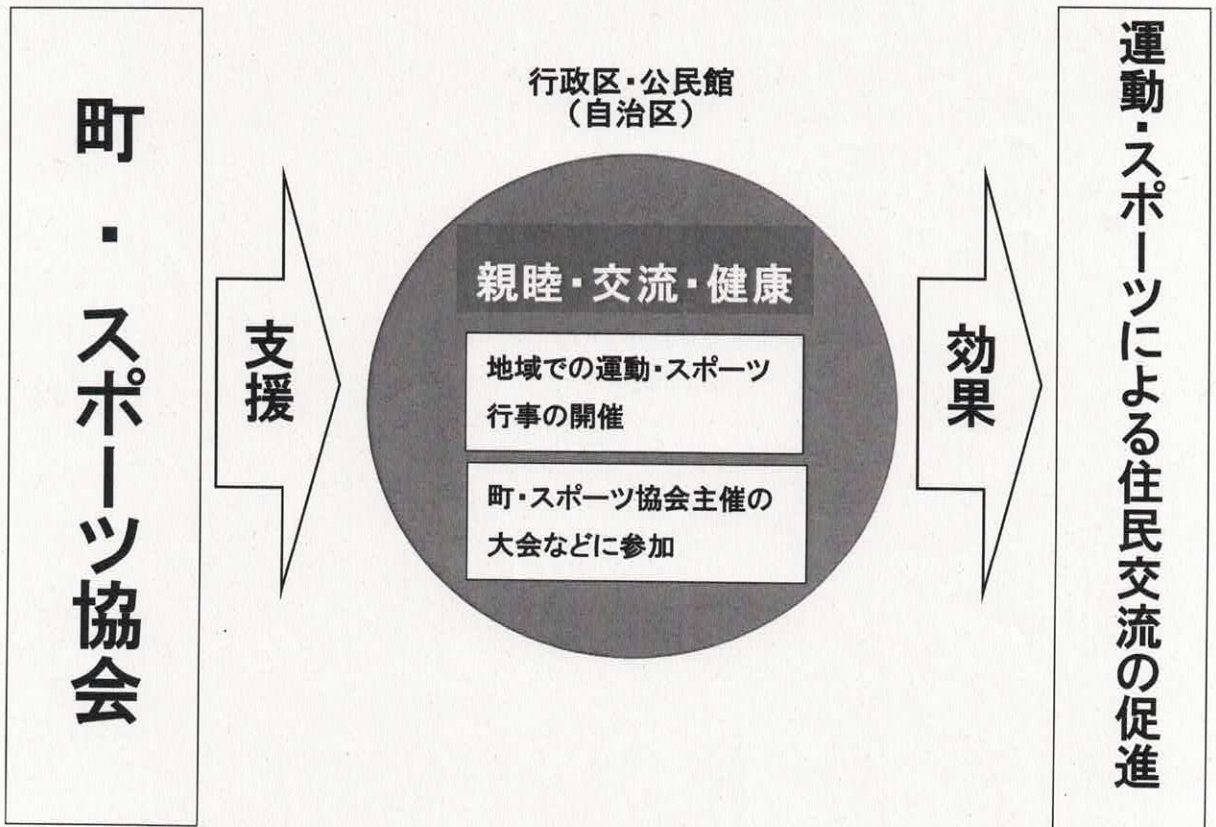 町・スポーツ協会
支援
行政区・公民館
（自治区）
親睦・交流・健康
地域での運動・スポーツ
行事の開催
町・スポーツ協会主催の
大会などに参加
効果
運動・スポーツによる住民交流の促進